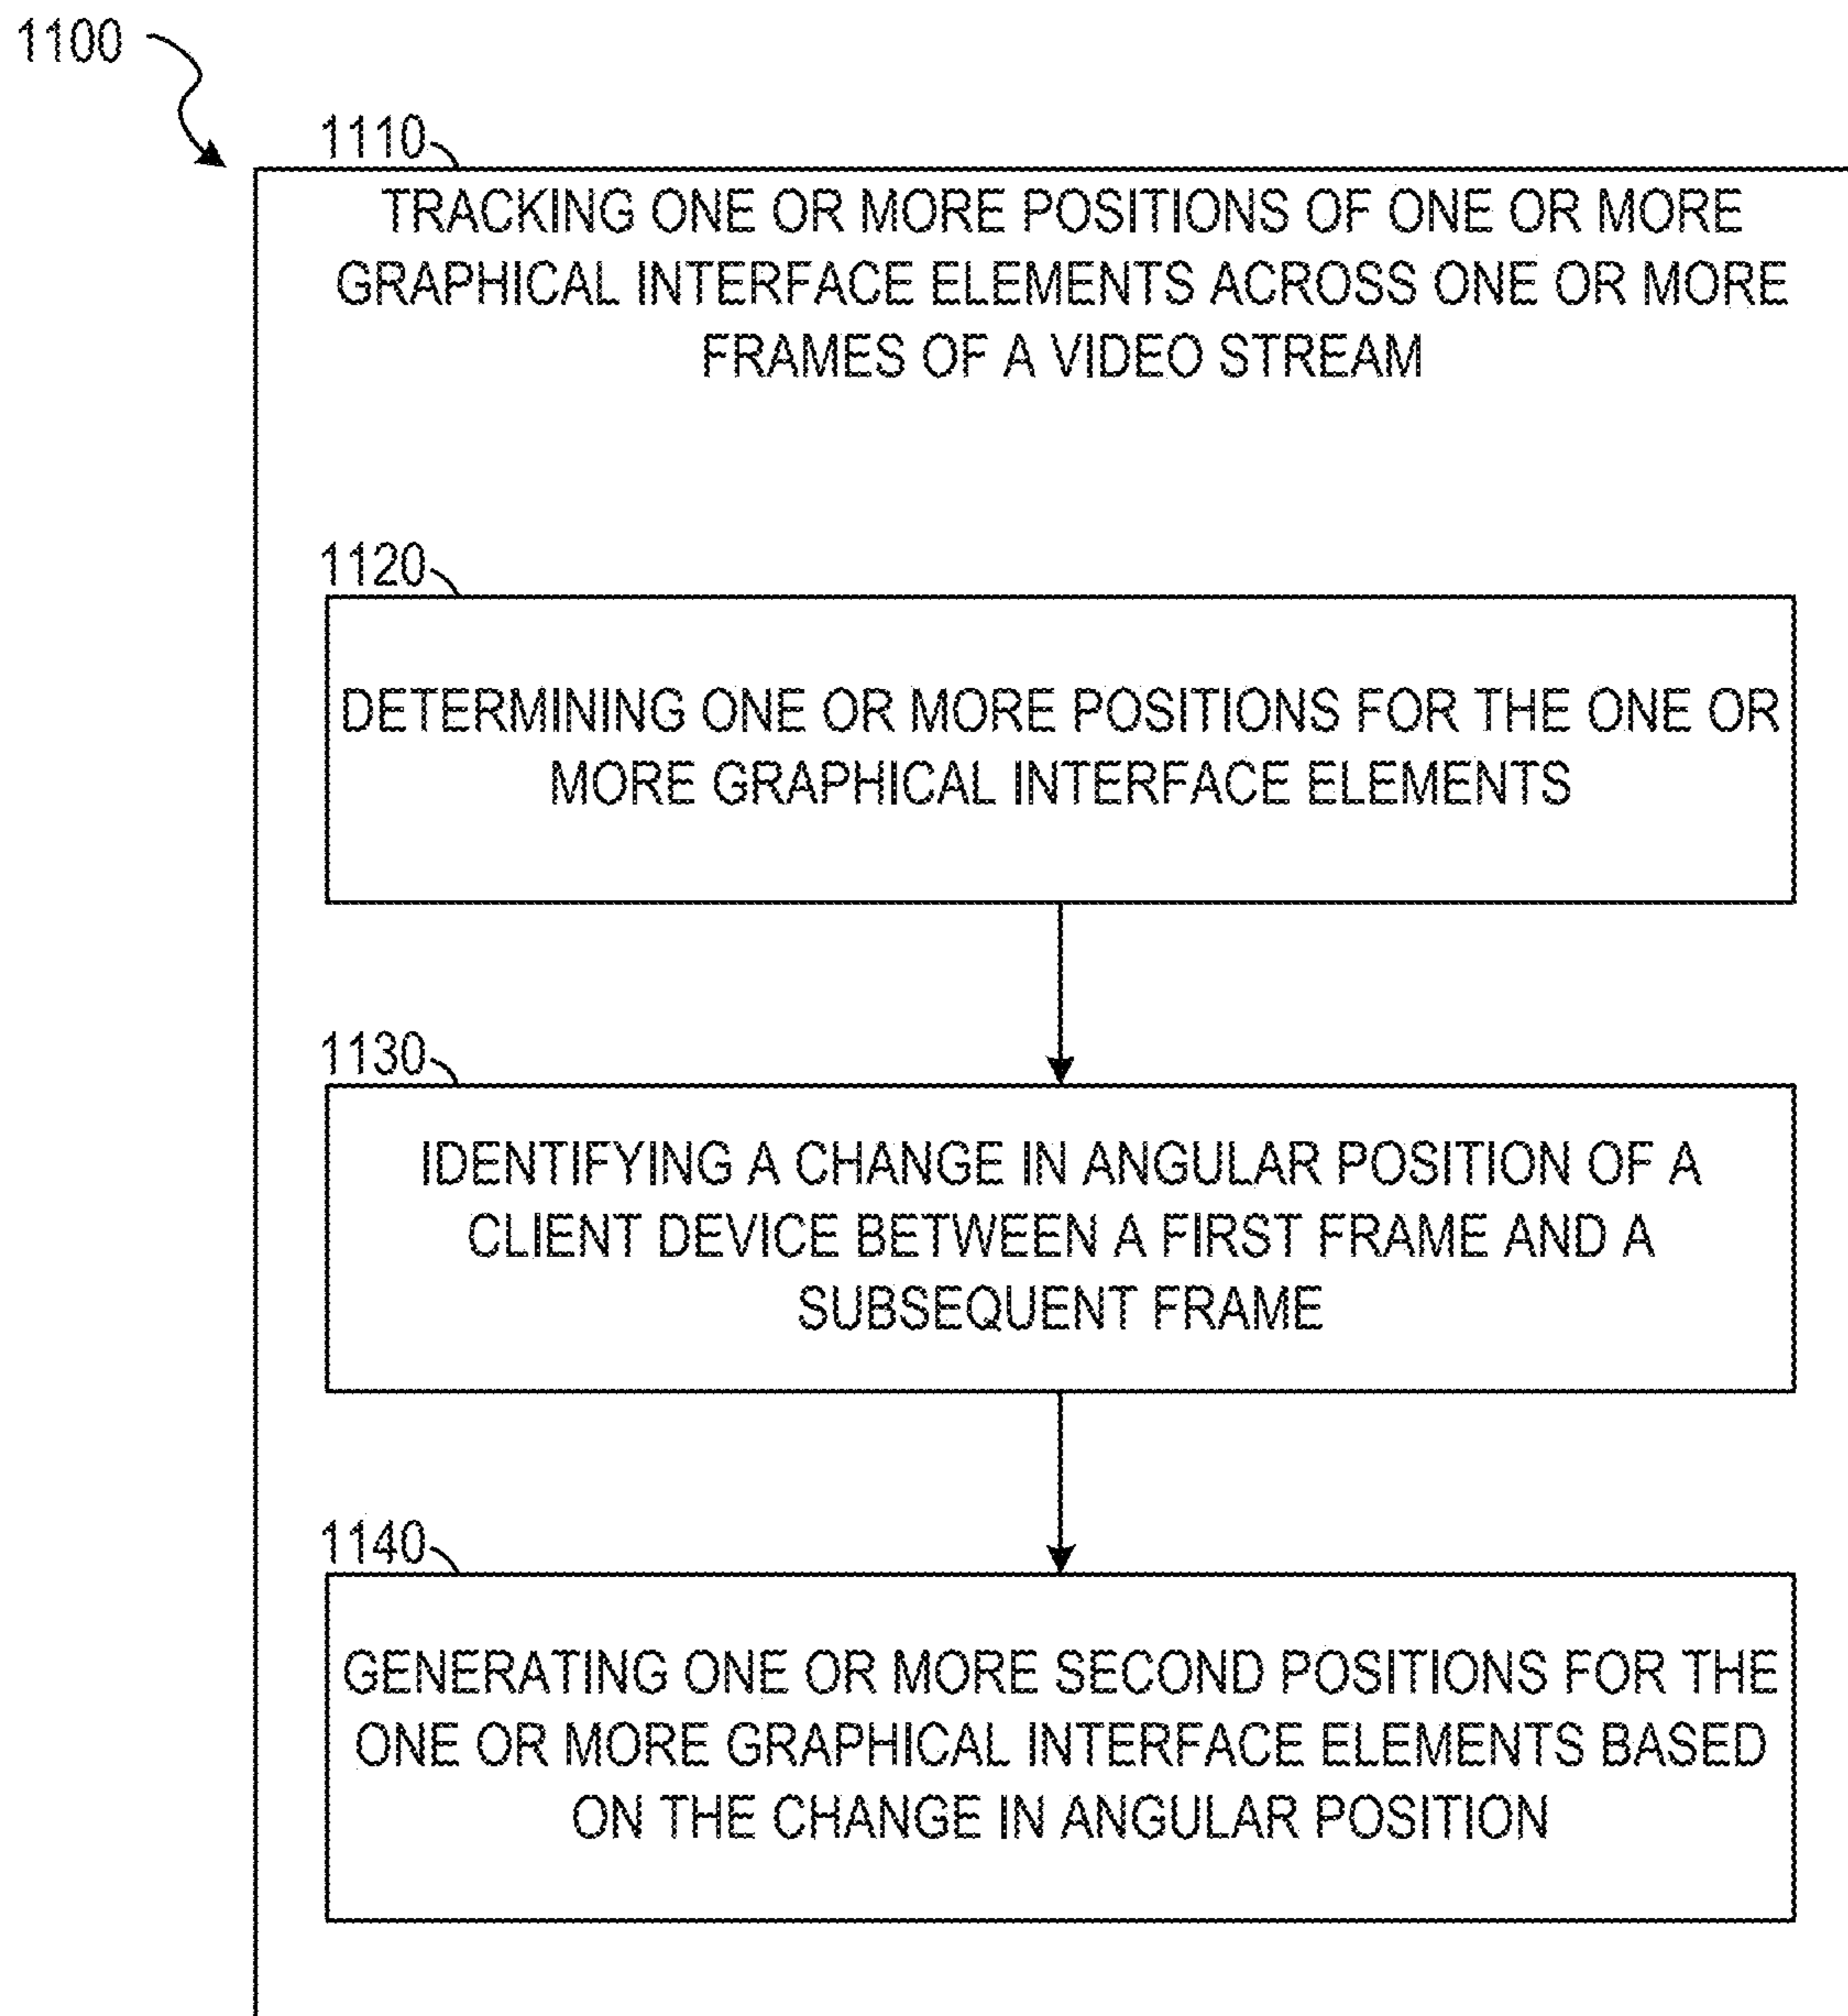 1100
1110
TRACKING ONE OR MORE POSITIONS OF ONE OR MORE
GRAPHICAL INTERFACE ELEMENTS ACROSS ONE OR MORE
FRAMES OF A VIDEO STREAM
1120
DETERMINING ONE OR MORE POSITIONS FOR THE ONE OR
MORE GRAPHICAL INTERFACE ELEMENTS
1130
IDENTIFYING A CHANGE IN ANGULAR POSITION OF A
CLIENT DEVICE BETWEEN A FIRST FRAME AND A
SUBSEQUENT FRAME
1140
GENERATING ONE OR MORE SECOND POSITIONS FOR THE
ONE OR MORE GRAPHICAL INTERFACE ELEMENTS BASED
ON THE CHANGE IN ANGULAR POSITION